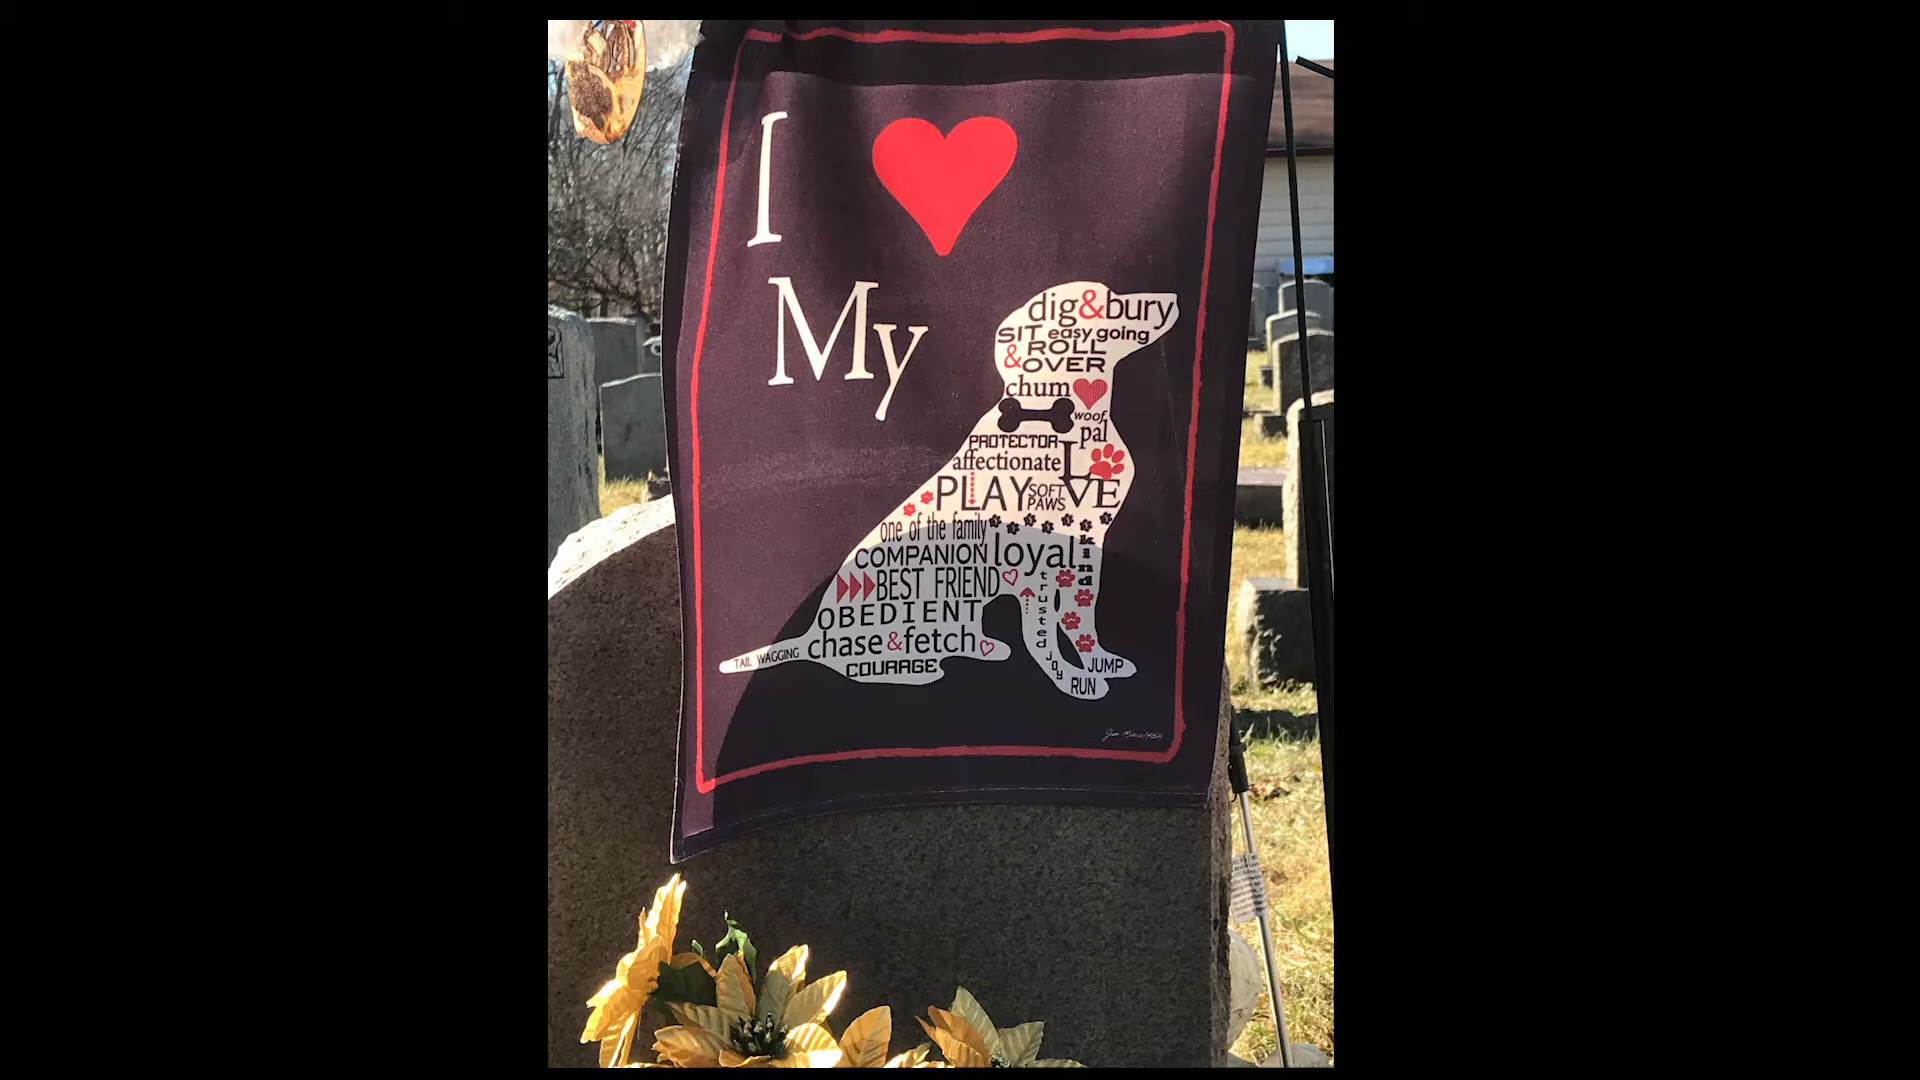 I ♥
My
dig&bury
SIT easy going
& ROLL
OVER
chum
woof
pal
PROTECTOR
affectionate
LOVE
PLAY
SOFT
PAWS
one of the family
COMPANION
loyal
kind
BEST FRIEND
trusted
OBEDIENT
chase&fetch
TAIL WAGGING
COURAGE
joy
JUMP
RUN